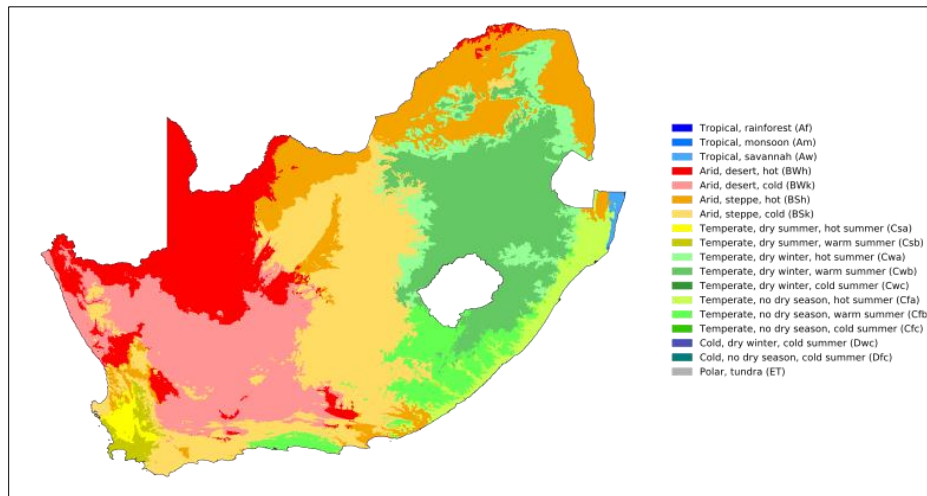 Tropical, rainforest (Af)
Tropical, monsoon (Am)
Tropical, savannah (Aw)
Arid, desert, hot (BWh)
Arid, desert, cold (BWk)
Arid, steppe, hot (BSh)
Arid, steppe, cold (BSk)
Temperate, dry summer, hot summer (Csa)
Temperate, dry summer, warm summer (Csb)
Temperate, dry winter, hot summer (Cwa)
Temperate, dry winter, warm summer (Cwb)
Temperate, dry winter, cold summer (Cwc)
Temperate, no dry season, hot summer (Cfa)
Temperate, no dry season, warm summer (Cfb)
Temperate, no dry season, cold summer (Cfc)
Cold, dry winter, cold summer (Dwc)
Cold, no dry season, cold summer (Dfc)
Polar, tundra (ET)